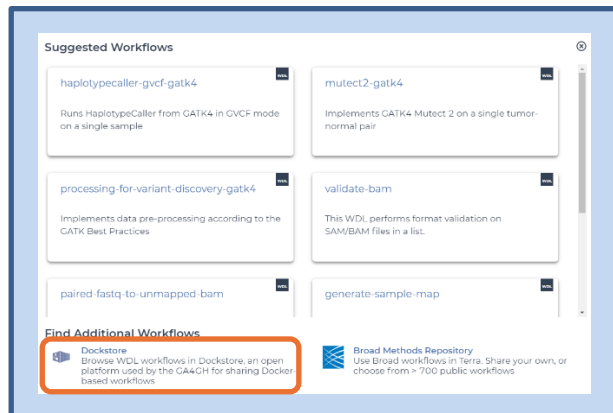 Suggested Workflows
haplotypecaller-gvcf-gatk4
WDL
Runs HaplotypeCaller from GATK4 in GVCF mode
on a single sample
mutect2-gatk4
WDL
Implements GATK4 Mutect 2 on a single tumor-
normal pair
processing-for-variant-discovery-gatk4
WDL
Implements data pre-processing according to the
GATK Best Practices
validate-bam
WDL
This WDL performs format validation on
SAM/BAM files in a list.
paired-fastq-to-unmapped-bam
WDL
generate-sample-map
WDL
Find Additional Workflows
Dockstore
Browse WDL workflows in Dockstore, an open
platform used by the GA4GH for sharing Docker-
based workflows
Broad Methods Repository
Use Broad workflows in Terra. Share your own, or
choose from > 700 public workflows